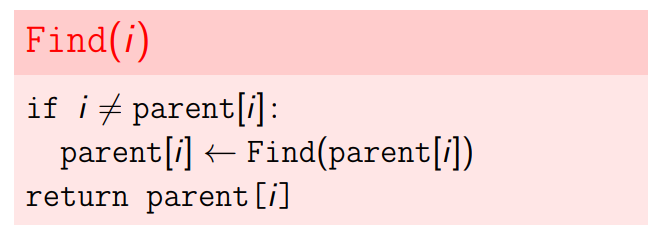 Find(i)
if i ≠ parent[i]:
parent[i] ← Find(parent[i])
return parent[i]